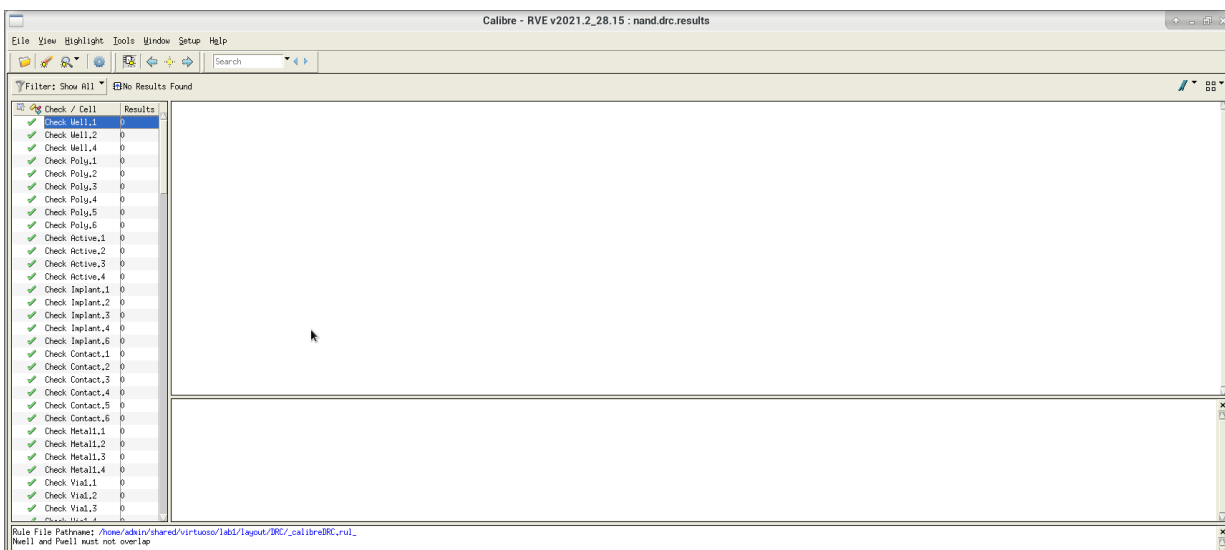 Calibre - RVE v2021.2_28.15 : nand.drc.results
File View Highlight Tools Window Setup Help
Search
Filter: Show All No Results Found
Check / Cell Results
Check Well.1 0
Check Well.2 0
Check Well.4 0
Check Poly.1 0
Check Poly.2 0
Check Poly.3 0
Check Poly.4 0
Check Poly.5 0
Check Poly.6 0
Check Active.1 0
Check Active.2 0
Check Active.3 0
Check Active.4 0
Check Implant.1 0
Check Implant.2 0
Check Implant.3 0
Check Implant.4 0
Check Implant.6 0
Check Contact.1 0
Check Contact.2 0
Check Contact.3 0
Check Contact.4 0
Check Contact.5 0
Check Contact.6 0
Check Metal1.1 0
Check Metal1.2 0
Check Metal1.3 0
Check Metal1.4 0
Check Via1.1 0
Check Via1.2 0
Check Via1.3 0
Check Via1.4 0
Rule File Pathname: /home/admin/shared/virtuoso/lab1/layout/DRC/_calibreDRC.rul_
Nwell and Pwell must not overlap